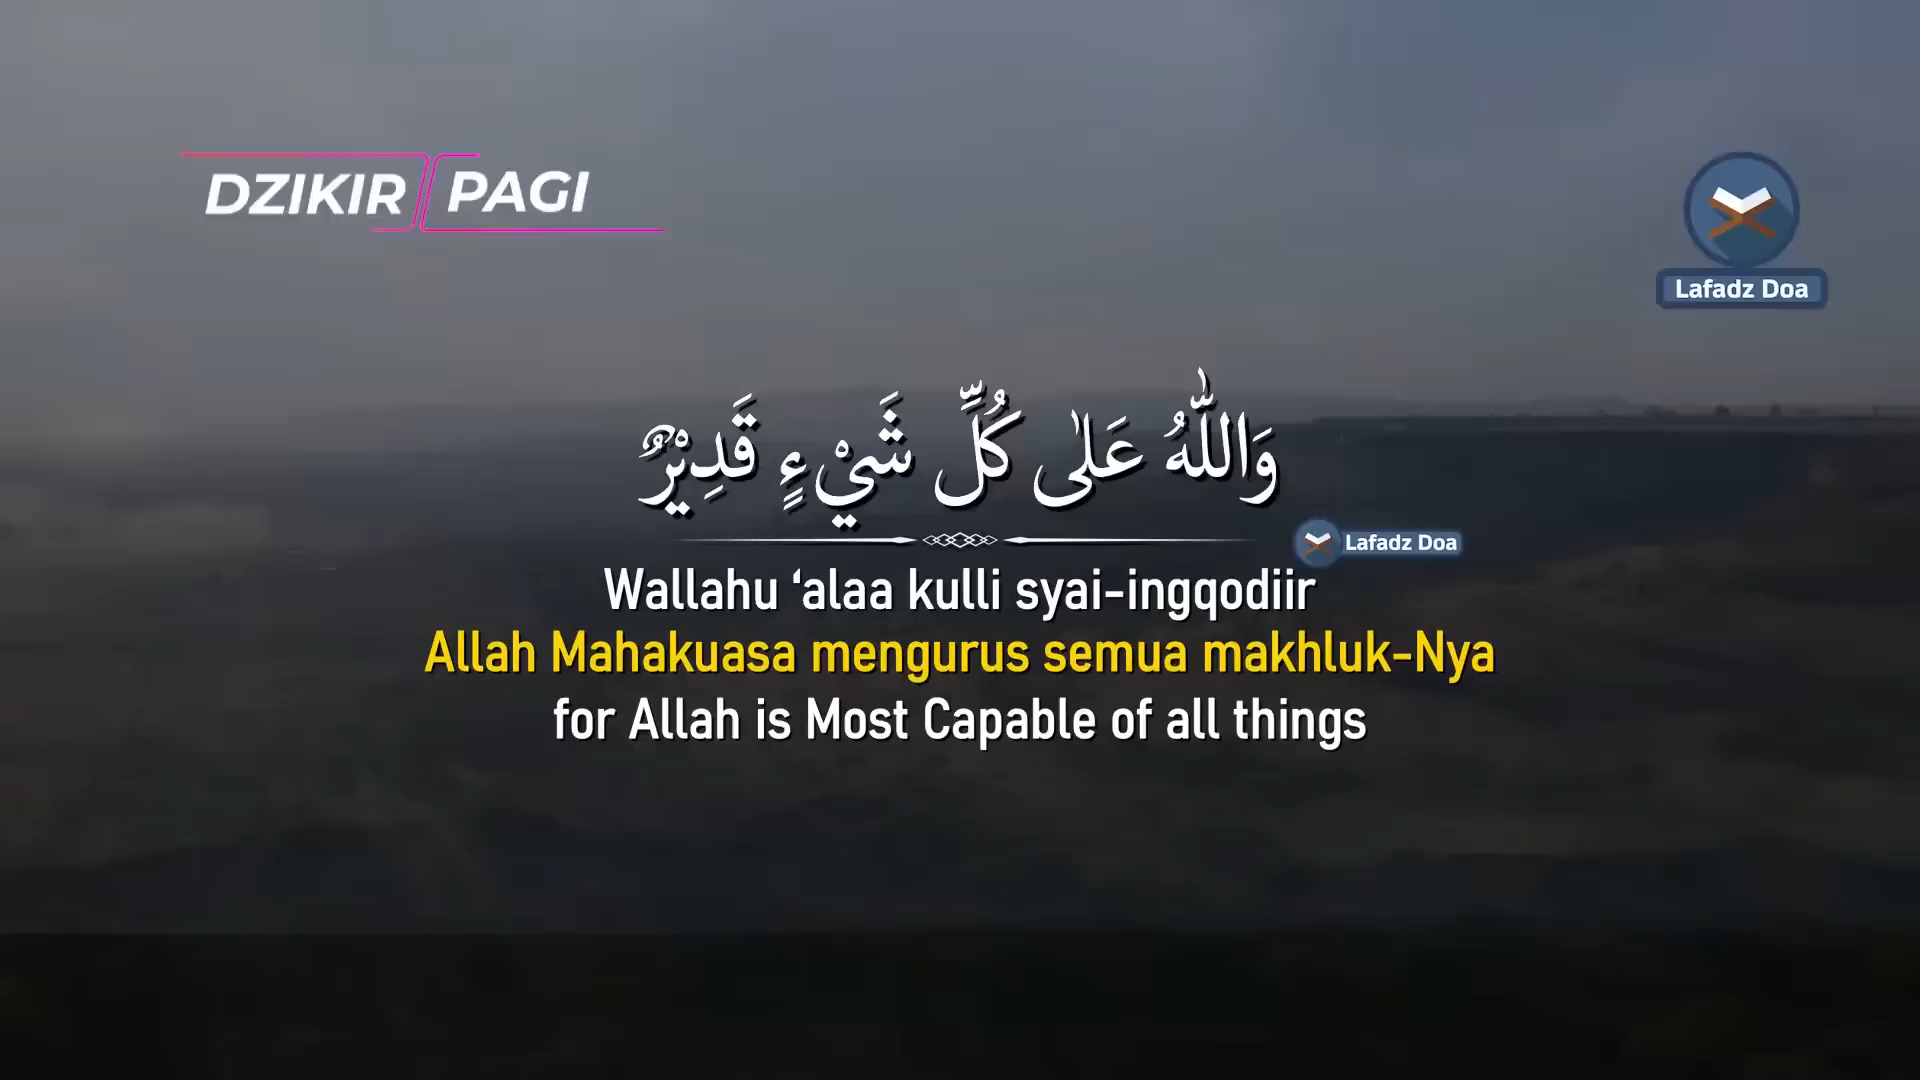 DZIKIR PAGI
Lafadz Doa
وَاللّٰهُ عَلٰى كُلِّ شَيْءٍ قَدِيْرٌ
Lafadz Doa
Wallahu ‘alaa kulli syai-ingqodiir
Allah Mahakuasa mengurus semua makhluk-Nya
for Allah is Most Capable of all things